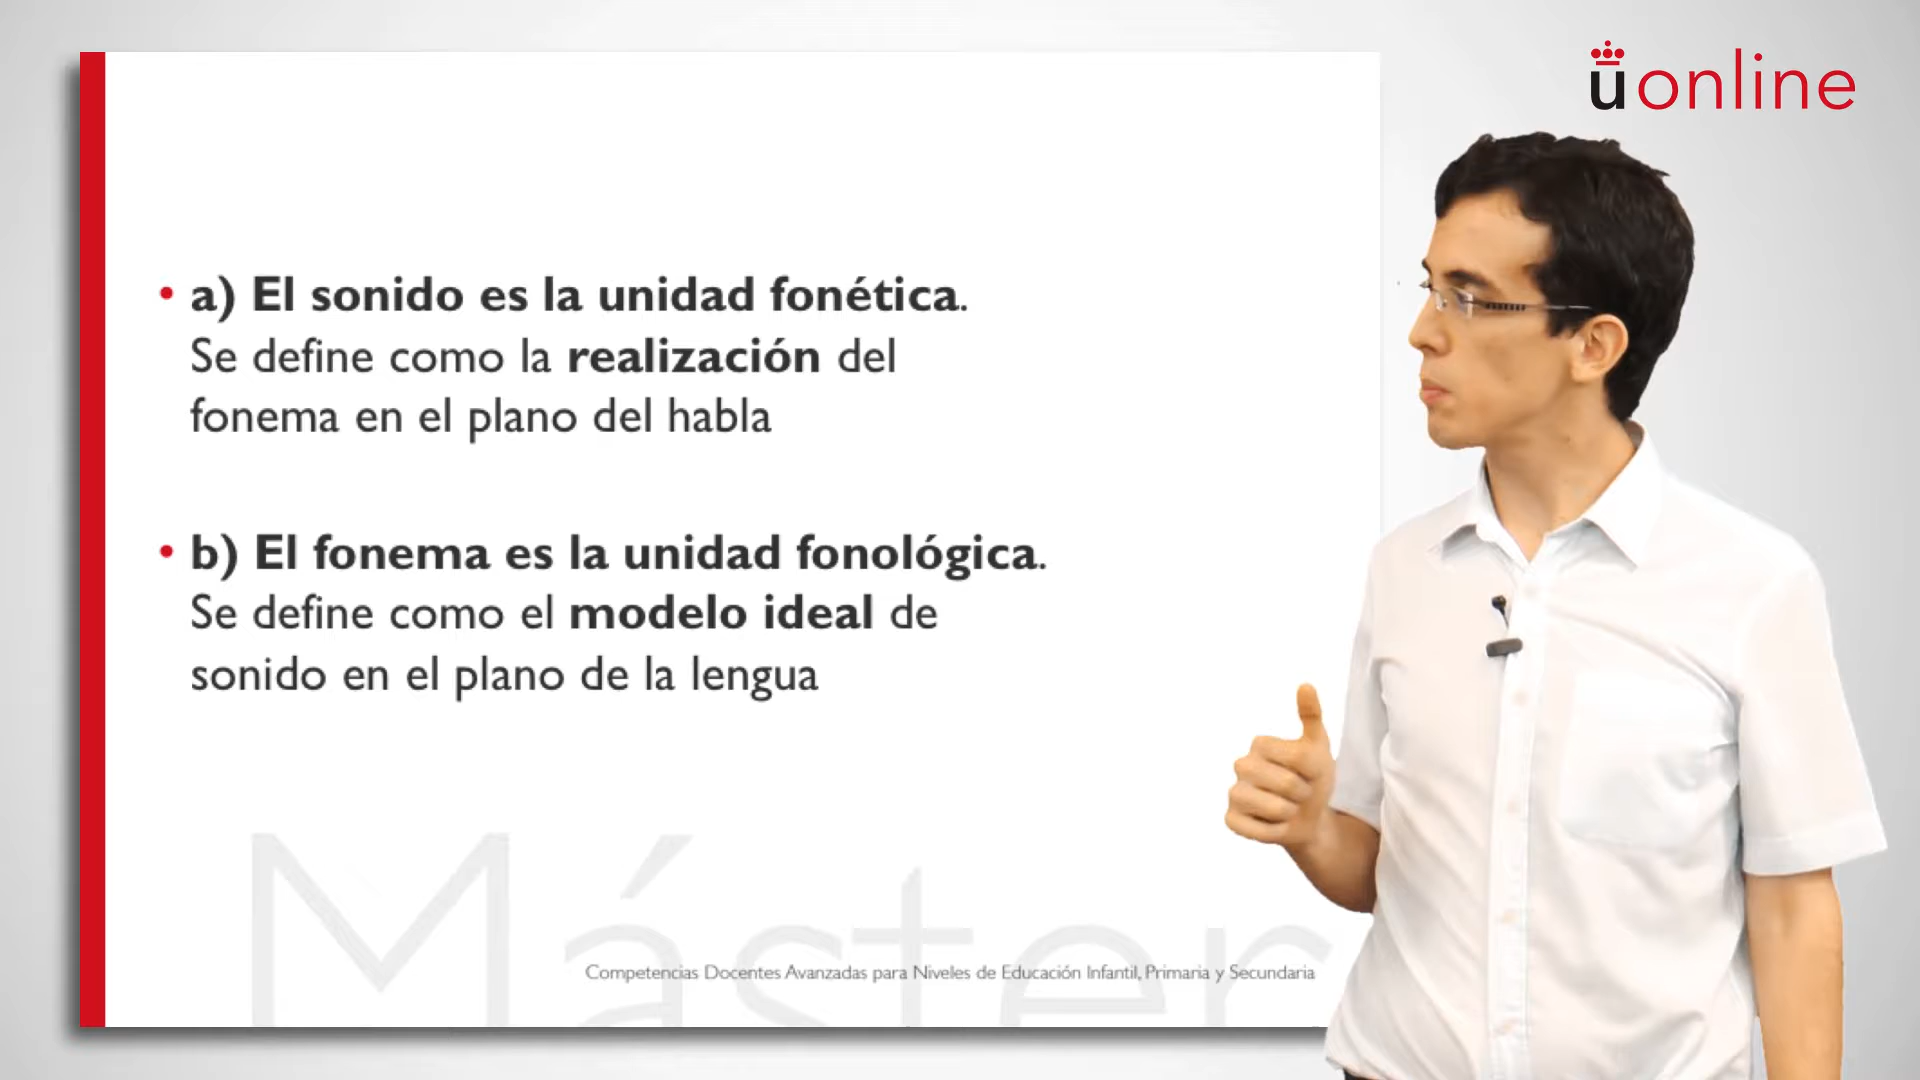 uonline
• a) El sonido es la unidad fonética.
Se define como la realización del
fonema en el plano del habla
• b) El fonema es la unidad fonológica.
Se define como el modelo ideal de
sonido en el plano de la lengua
Máster
Competencias Docentes Avanzadas para Niveles de Educación Infantil, Primaria y Secundaria